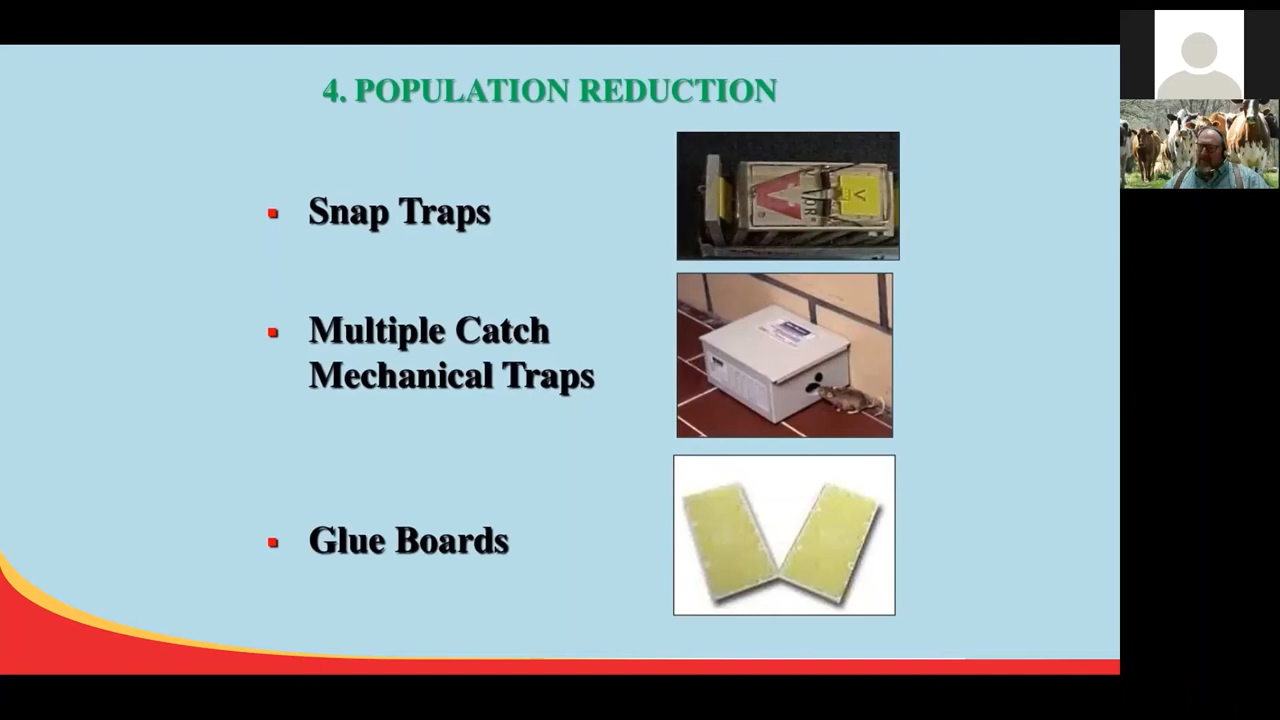 4. POPULATION REDUCTION
Snap Traps
V
Multiple Catch
Mechanical Traps
Glue Boards